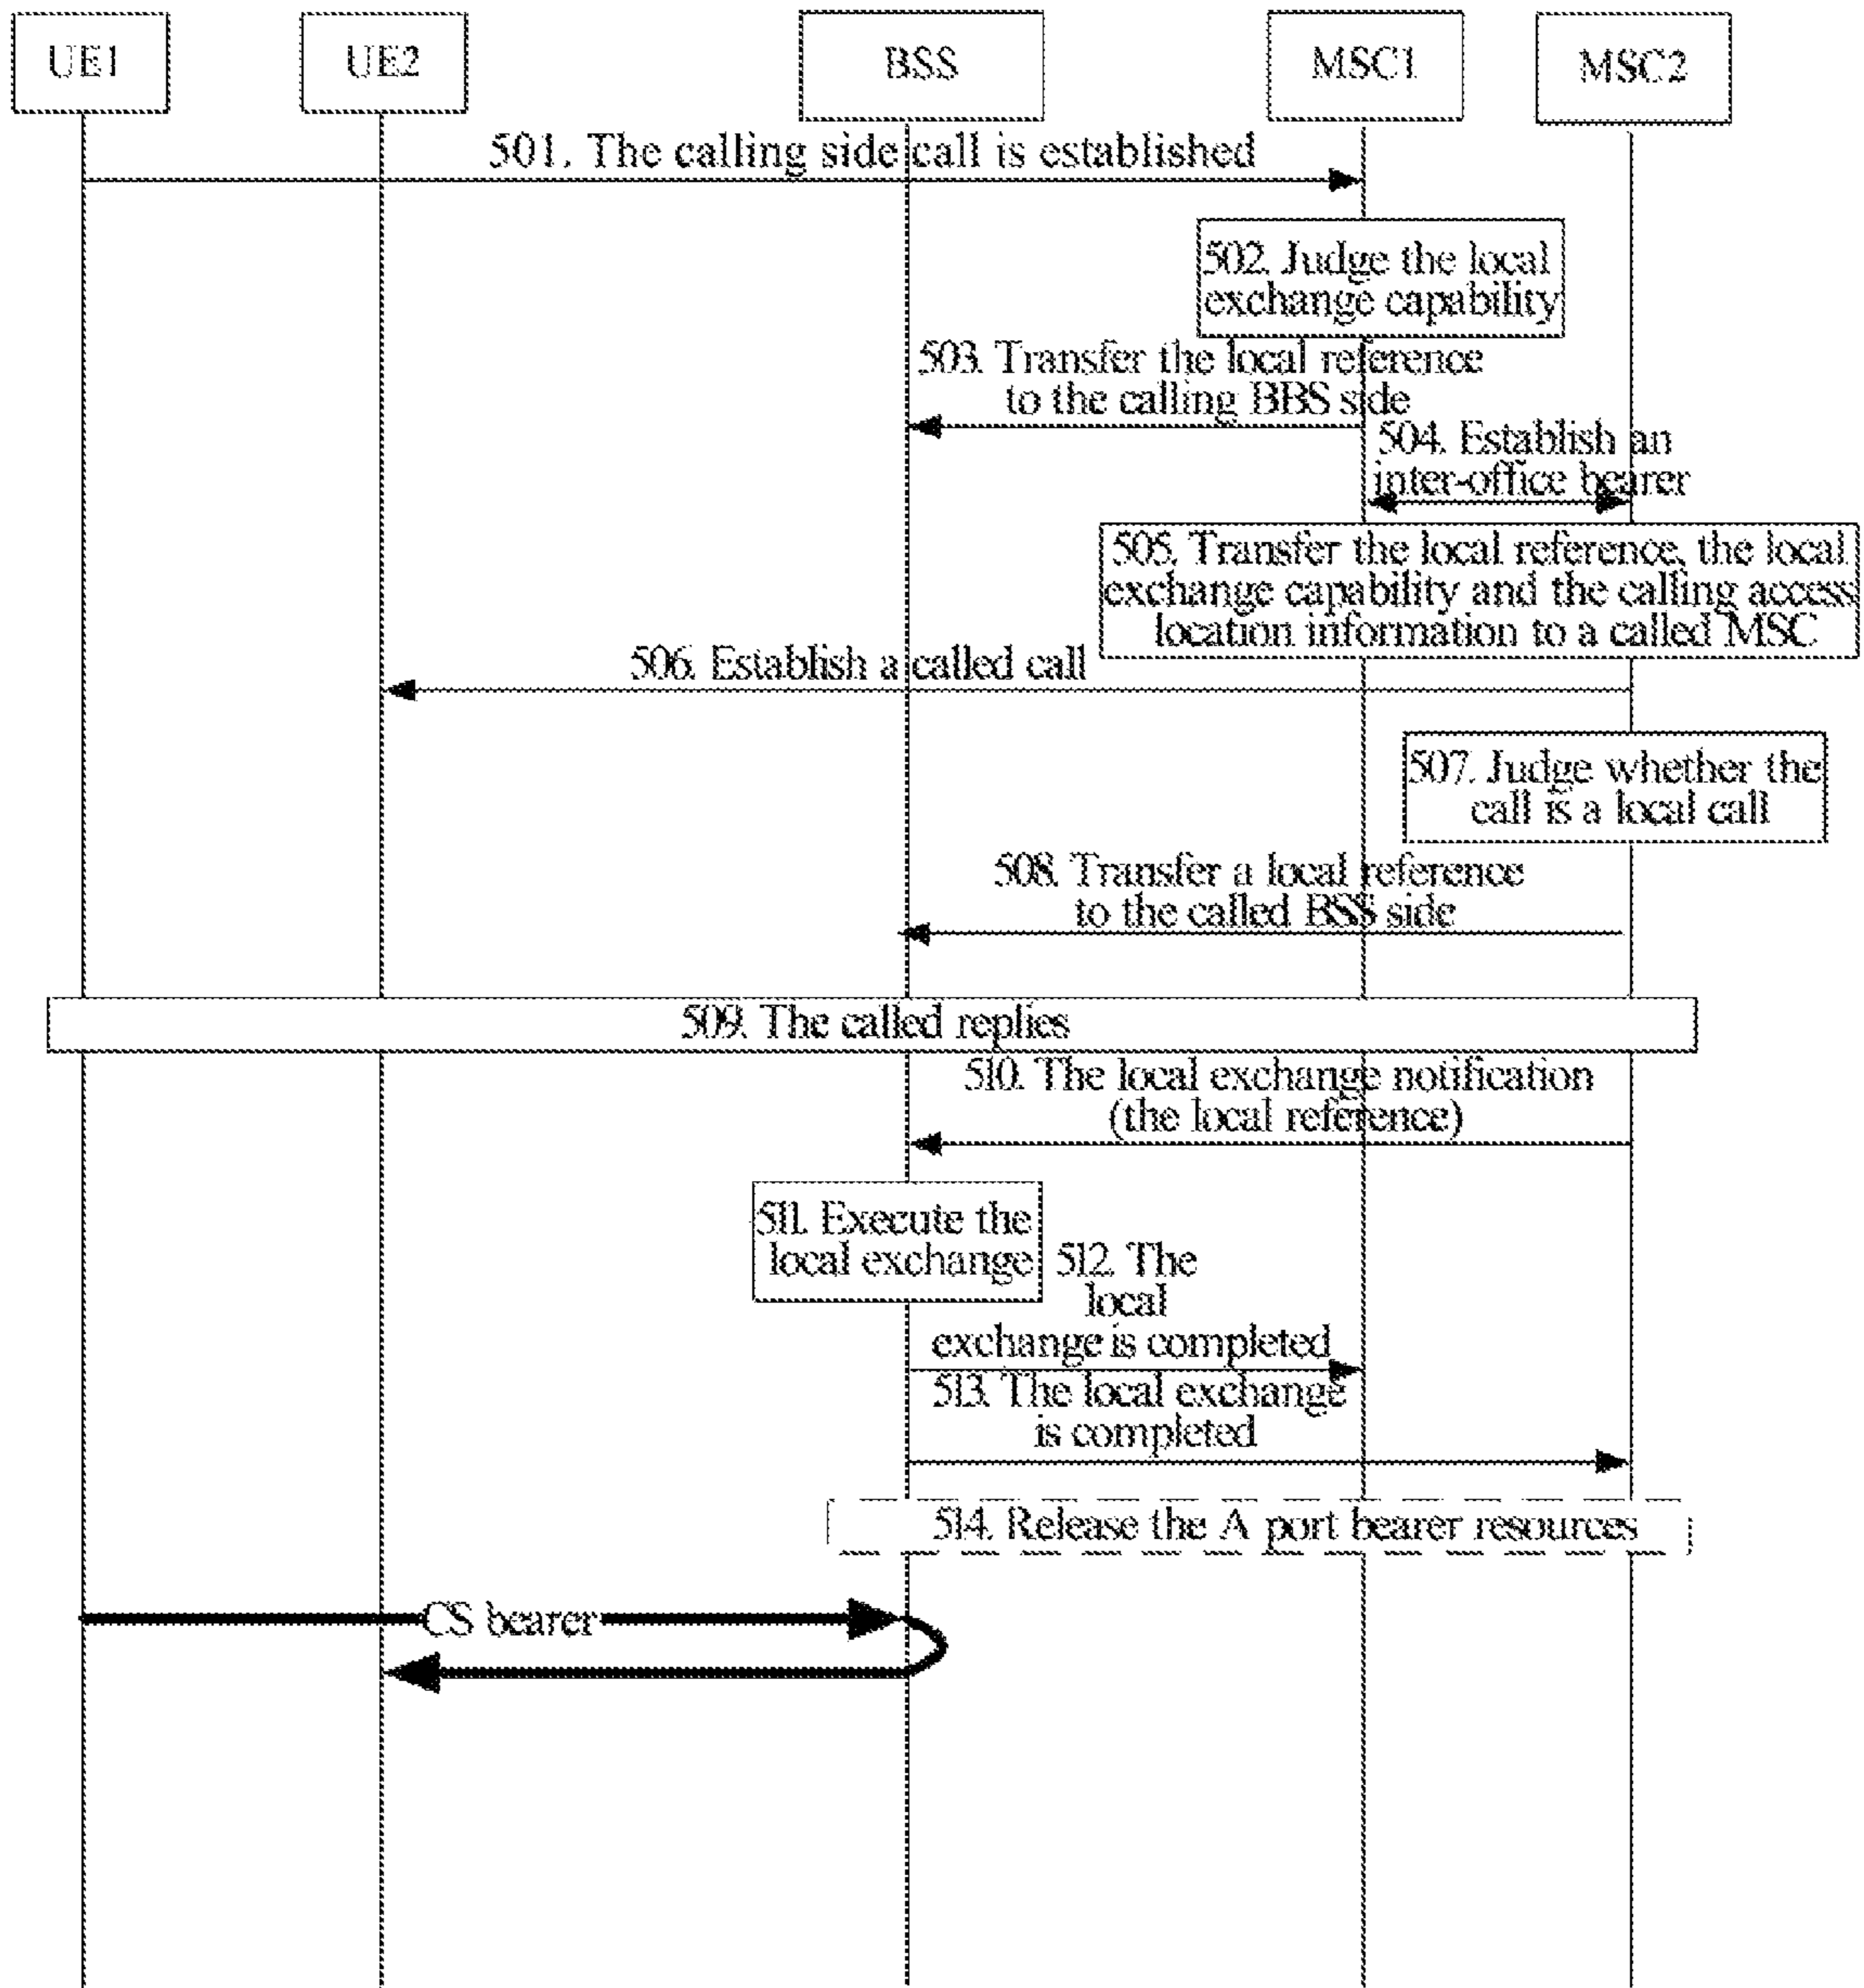 UE1
UE2
BSS
MSC1
MSC2
501. The calling side call is established
502. Judge the local
exchange capability
503. Transfer the local reference
to the calling BBS side
504. Establish an
inter-office bearer
505. Transfer the local reference, the local
exchange capability and the calling access
location information to a called MSC
506. Establish a called call
507. Judge whether the
call is a local call
508. Transfer a local reference
to the called BSS side
509. The called replies
510. The local exchange notification
(the local reference)
511. Execute the
local exchange
512. The
local
exchange is completed
513. The local exchange
is completed
514. Release the A port bearer resources
CS bearer